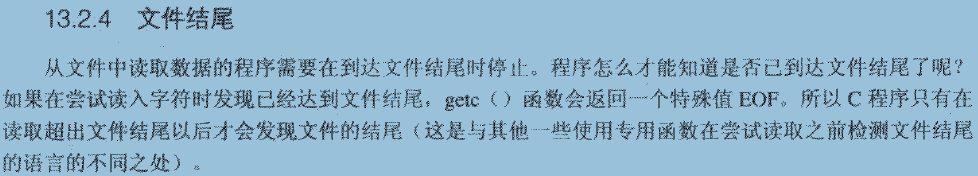 13.2.4 文件结尾
从文件中读取数据的程序需要在到达文件结尾时停止。程序怎么才能知道是否已到达文件结尾了呢?
如果在尝试读入字符时发现已经达到文件结尾，getc（）函数会返回一个特殊值 EOF。所以 C 程序只有在
读取超出文件结尾以后才会发现文件的结尾（这是与其他一些使用专用函数在尝试读取之前检测文件结尾
的语言的不同之处）。